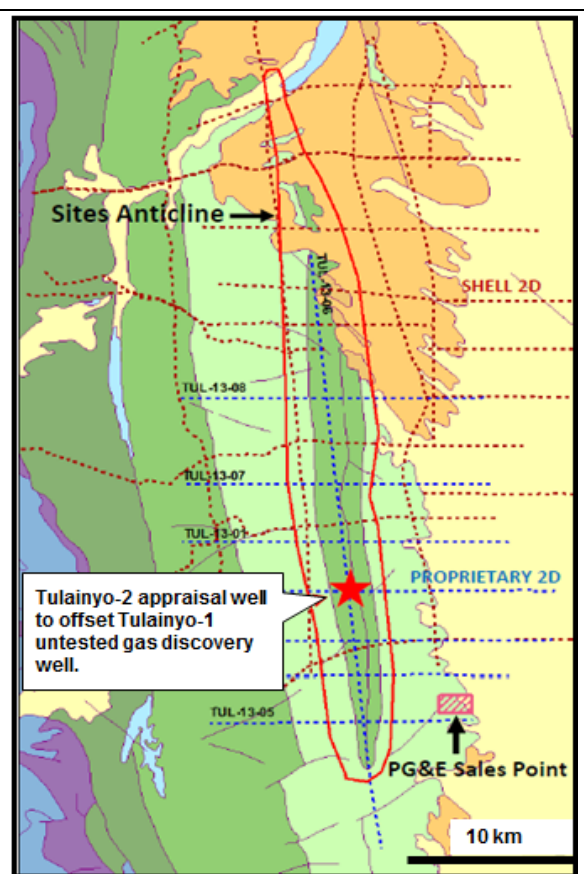 Sites Anticline
TUL-13-06
SHELL 2D
TUL-13-08
TUL-13-07
TUL-13-01
PROPRIETARY 2D
Tulainyo-2 appraisal well
to offset Tulainyo-1
untested gas discovery
well.
TUL-13-05
PG&E Sales Point
10 km